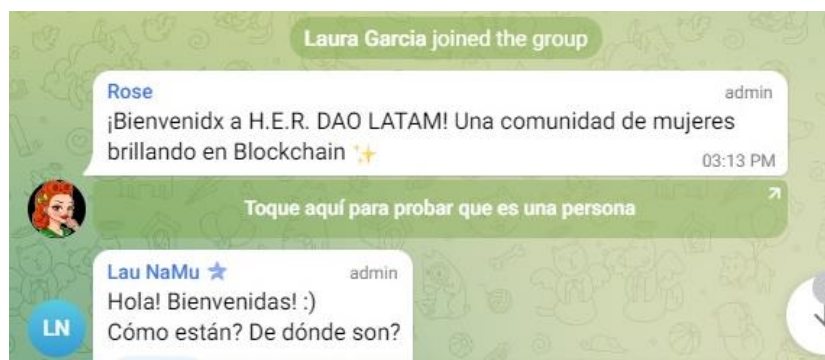 Laura Garcia joined the group
Rose admin
¡Bienvenidx a H.E.R. DAO LATAM! Una comunidad de mujeres
brillando en Blockchain ✨
03:13 PM
Toque aquí para probar que es una persona
Lau NaMu admin
Hola! Bienvenidas! :)
LN
Cómo están? De dónde son?